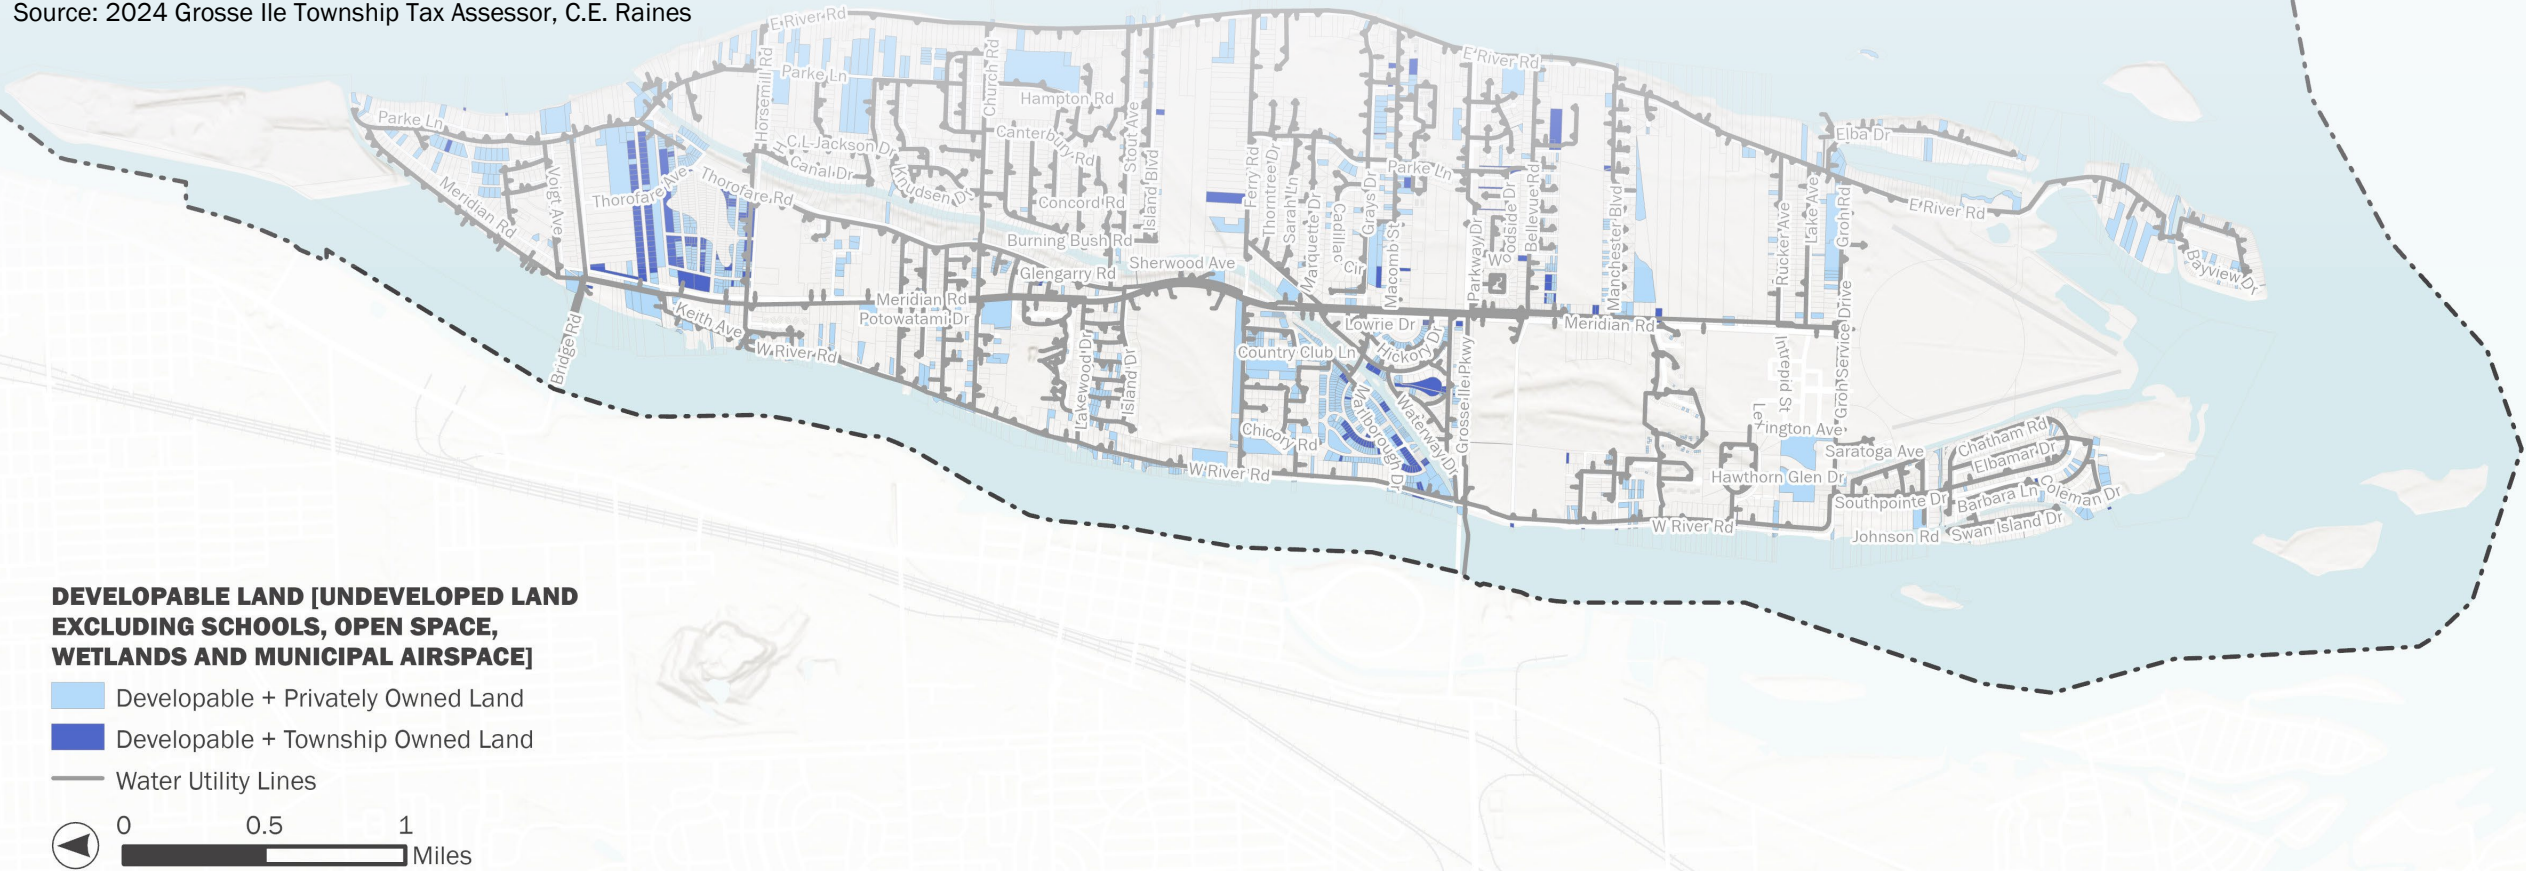 Source: 2024 Grosse Ile Township Tax Assessor, C.E. Raines
E River Rd
Parke Ln
Horsemill Rd
Church Rd
Hampton Rd
Canterbury Rd
Stout Ave
Island Blvd
C.L Jackson Dr
Canal Dr
Knudsen Dr
Concord Rd
Burning Bush Rd
Parke Ln
Meridian Rd
Voigt Ave
Thorofare Ave
Thorofare Rd
Ferry Rd
Thorntree Dr
Sarah Ln
Marquette Dr
Cadillac Cir
Grays Dr
Macomb St
Parke Ln
E River Rd
Parkway Dr
Woodside Dr
Bellevue Rd
Manchester Blvd
Rucker Ave
Lake Ave
Groh Rd
Elba Dr
E River Rd
Bayview Dr
Sherwood Ave
Glengarry Rd
Meridian Rd
Potowatami Dr
Keith Ave
W River Rd
Bridge Rd
Lakewood Dr
Island Dr
Lowrie Dr
Hickory Dr
Country Club Ln
Chicory Rd
Marlborough Dr
Waterway Dr
Grosse Ile Pkwy
Meridian Rd
Intrepid St
Groh Service Drive
Lexington Ave
Hawthorn Glen Dr
Saratoga Ave
Chatham Rd
Elbamar Dr
Southpointe Dr
Barbara Ln
Coleman Dr
Johnson Rd
Swan Island Dr
W River Rd
W River Rd
DEVELOPABLE LAND [UNDEVELOPED LAND
EXCLUDING SCHOOLS, OPEN SPACE,
WETLANDS AND MUNICIPAL AIRSPACE]
Developable + Privately Owned Land
Developable + Township Owned Land
Water Utility Lines
0 0.5 1
Miles